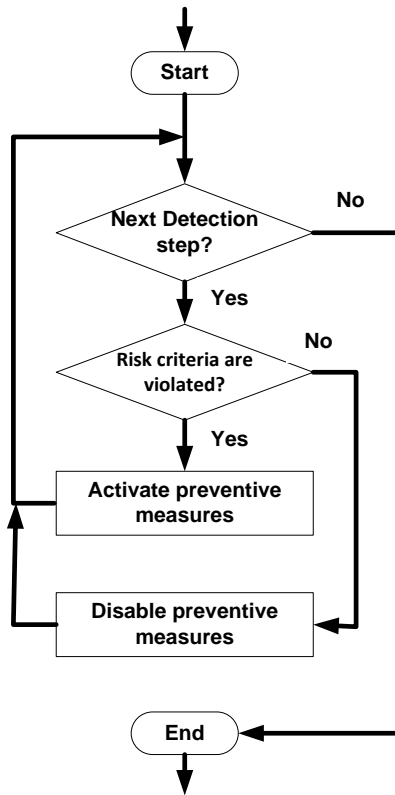 Start
Next Detection
step?
No
Yes
Risk criteria are
violated?
No
Yes
Activate preventive
measures
Disable preventive
measures
End